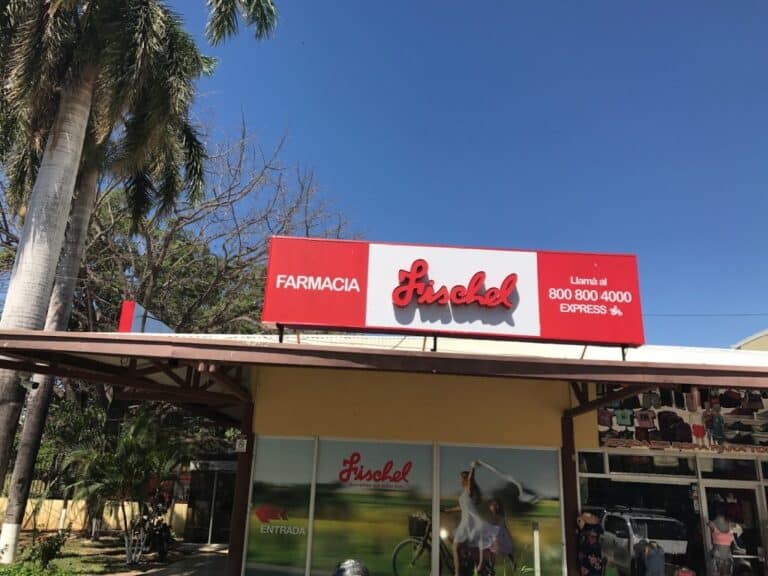 FARMACIA
Fischel
Llamá al
800 800 4000
EXPRESS
Fischel
ENTRADA